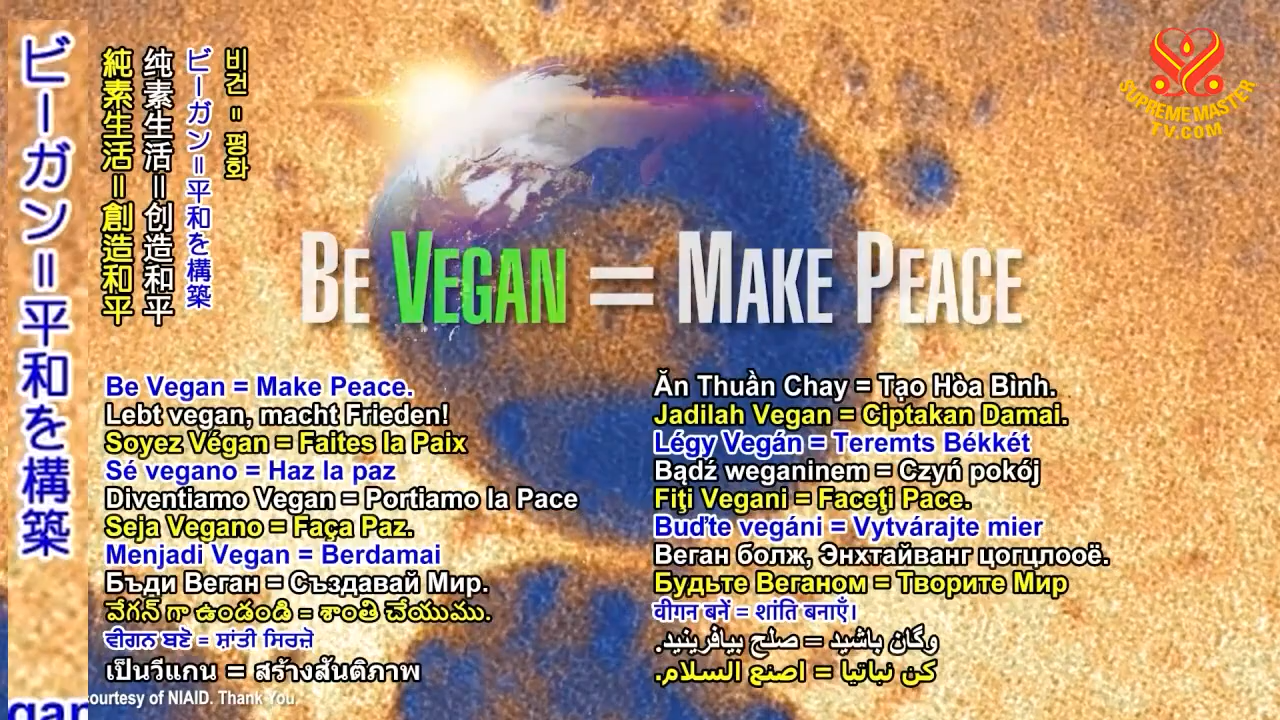 ビーガン＝平和を構築
純素生活＝創造和平
纯素生活＝创造和平
ビーガン＝平和を構築
비건 = 평화
SUPREME MASTER
TV.COM
BE VEGAN = MAKE PEACE
Be Vegan = Make Peace.
Lebt vegan, macht Frieden!
Soyez Végan = Faites la Paix
Sé vegano = Haz la paz
Diventiamo Vegan = Portiamo la Pace
Seja Vegano = Faça Paz.
Menjadi Vegan = Berdamai
Бъди Веган = Създавай Мир.
వేగన్ గా ఉండండి = శాంతి చేయుము.
ਵੀਗਨ ਬਣੋ = ਸ਼ਾਂਤੀ ਸਿਰਜੋ
เป็นวีแกน = สร้างสันติภาพ
Ăn Thuần Chay = Tạo Hòa Bình.
Jadilah Vegan = Ciptakan Damai.
Légy Vegán = Teremts Békkét
Bądź weganinem = Czyń pokój
Fiţi Vegani = Faceţi Pace.
Buďte vegáni = Vytvárajte mier
Веган болж, Энхтайванг цогцлооё.
Будьте Веганом = Творите Мир
वीगन बनें = शांति बनाएँ।
وگان باشید = صلح بیافرینید.
كن نباتيا = اصنع السلام.
courtesy of NIAID. Thank You.